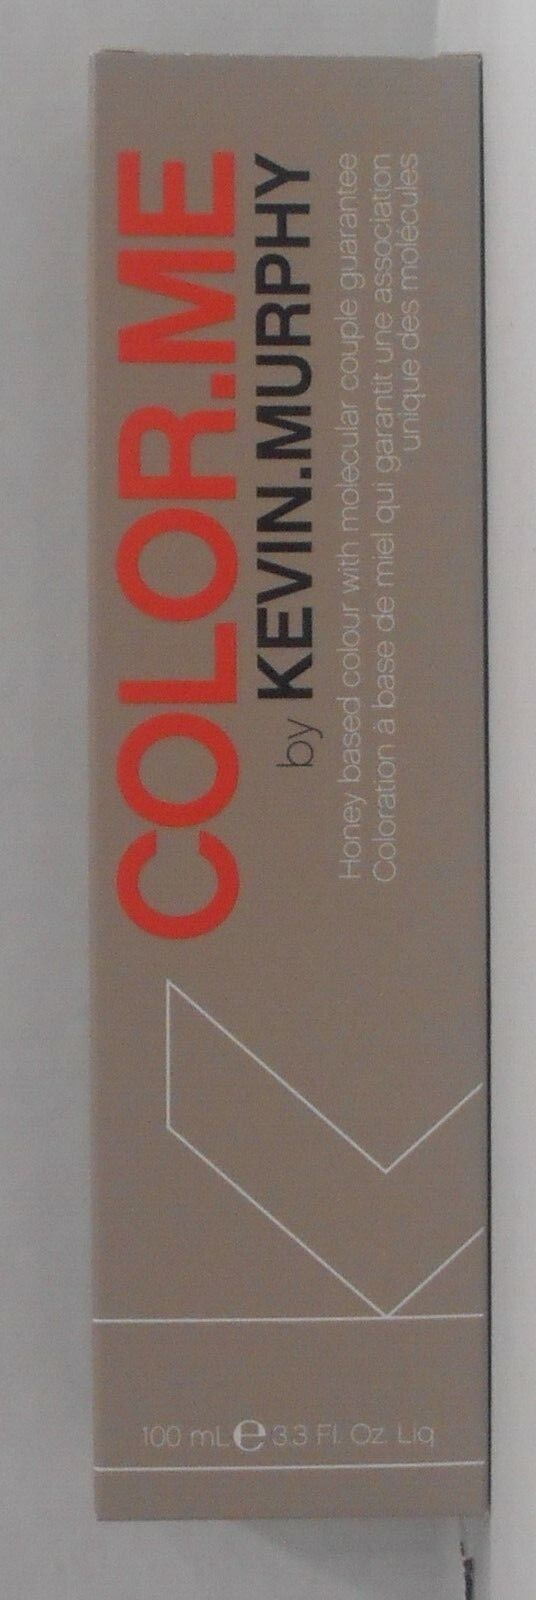 COLOR.ME
by KEVIN.MURPHY
Honey based colour with molecular couple guarantee
Coloration à base de miel qui garantit une association
unique des molécules
100 mL e 3.3 Fl. Oz. Liq